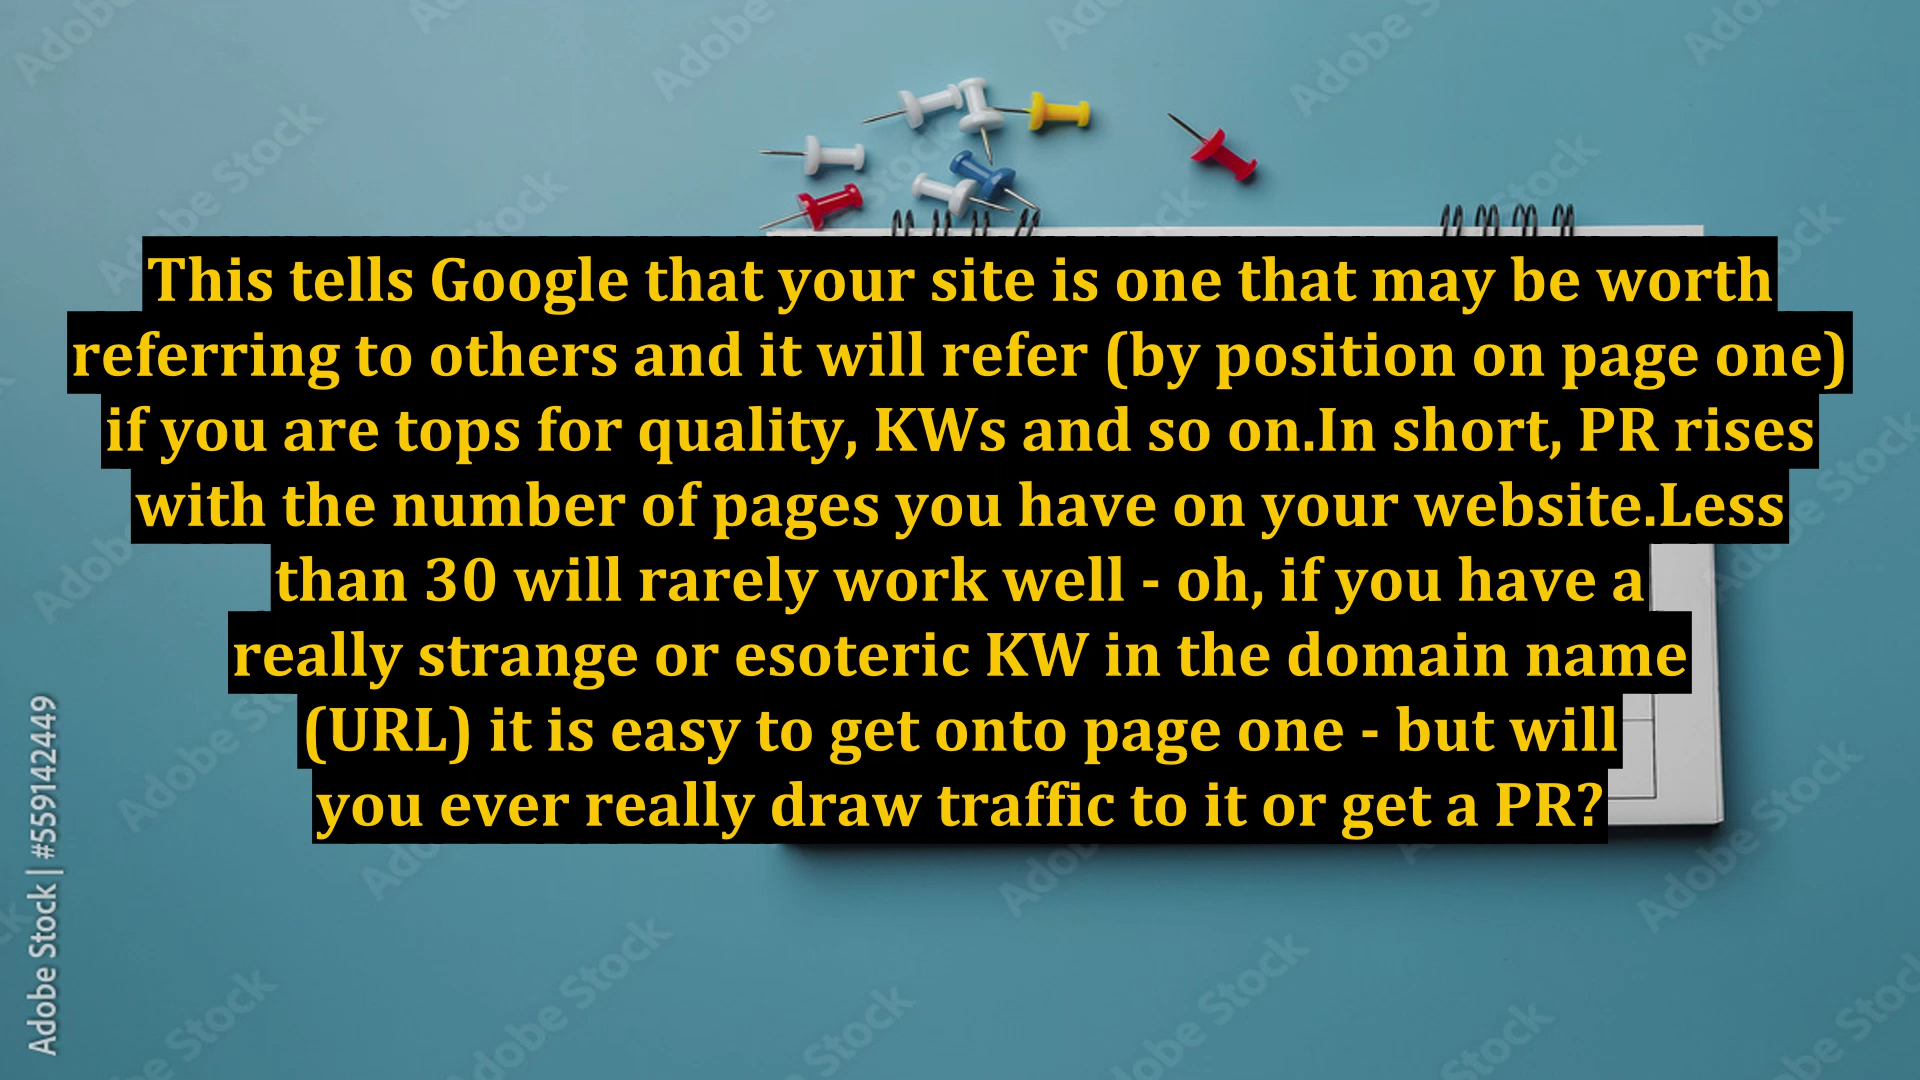 This tells Google that your site is one that may be worth
referring to others and it will refer (by position on page one)
if you are tops for quality, KWs and so on.In short, PR rises
with the number of pages you have on your website.Less
than 30 will rarely work well - oh, if you have a
really strange or esoteric KW in the domain name
(URL) it is easy to get onto page one - but will
you ever really draw traffic to it or get a PR?
Adobe Stock | #559142449
Adobe Stock